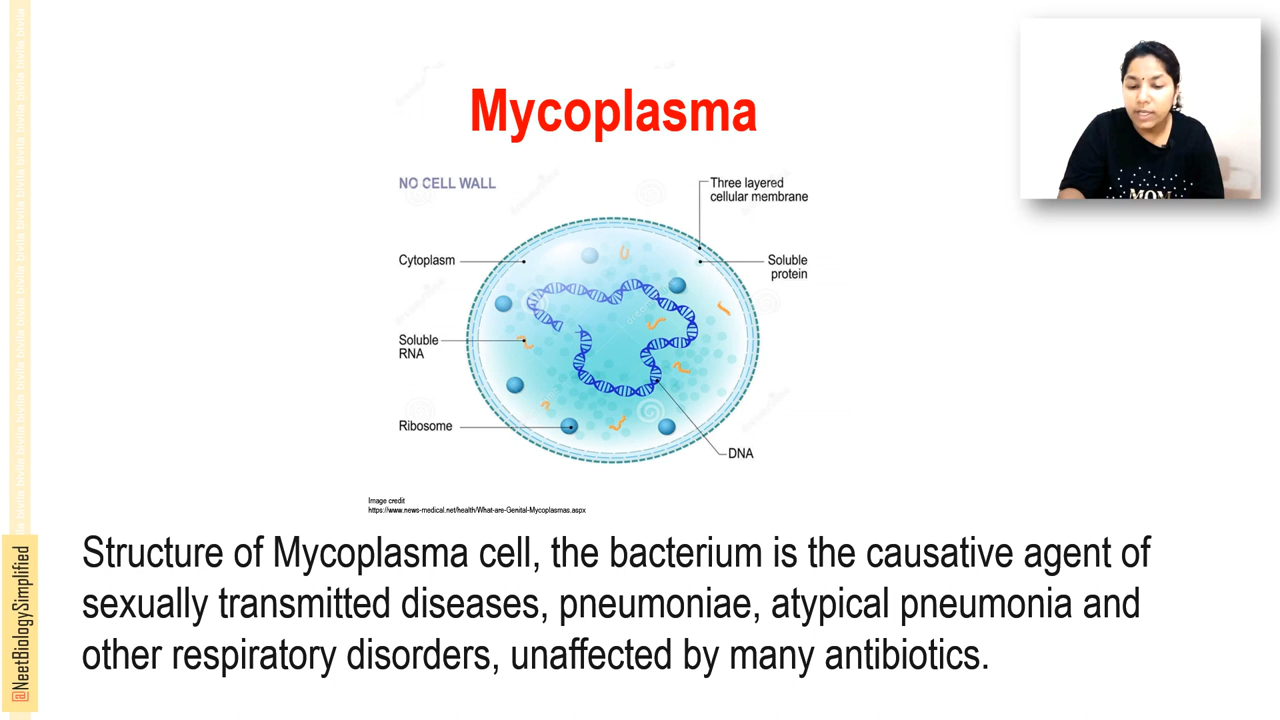 Mycoplasma
NO CELL WALL
Three layered
cellular membrane
Cytoplasm
Soluble
protein
Soluble
RNA
Ribosome
DNA
Image credit
https://www.news-medical.net/health/What-are-Genital-Mycoplasmas.aspx
Structure of Mycoplasma cell, the bacterium is the causative agent of
sexually transmitted diseases, pneumoniae, atypical pneumonia and
other respiratory disorders, unaffected by many antibiotics.
@NeetBiologySimplified
MOM